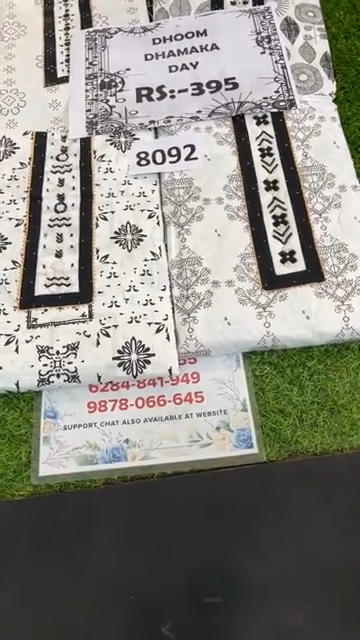 DHOOM
DHAMAKA
DAY
RS:-395
8092
6284-841-949
9878-066-645
SUPPORT CHAT ALSO AVAILABLE AT WEBSITE